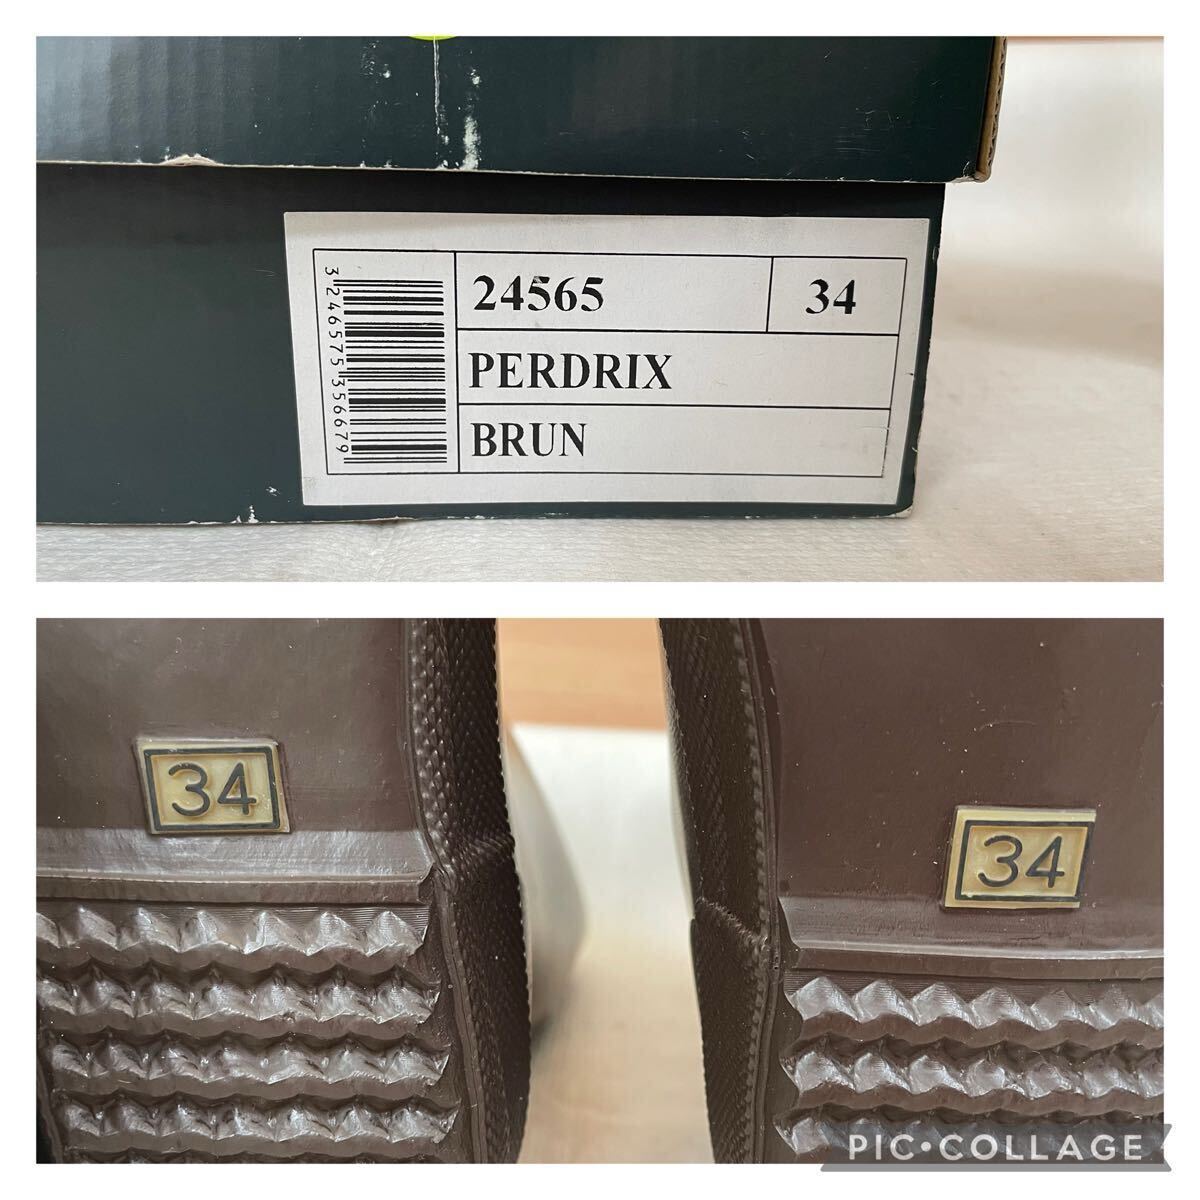 24565
34
PERDRIX
BRUN
3246575356679
34
34
PIC•COLLAGE